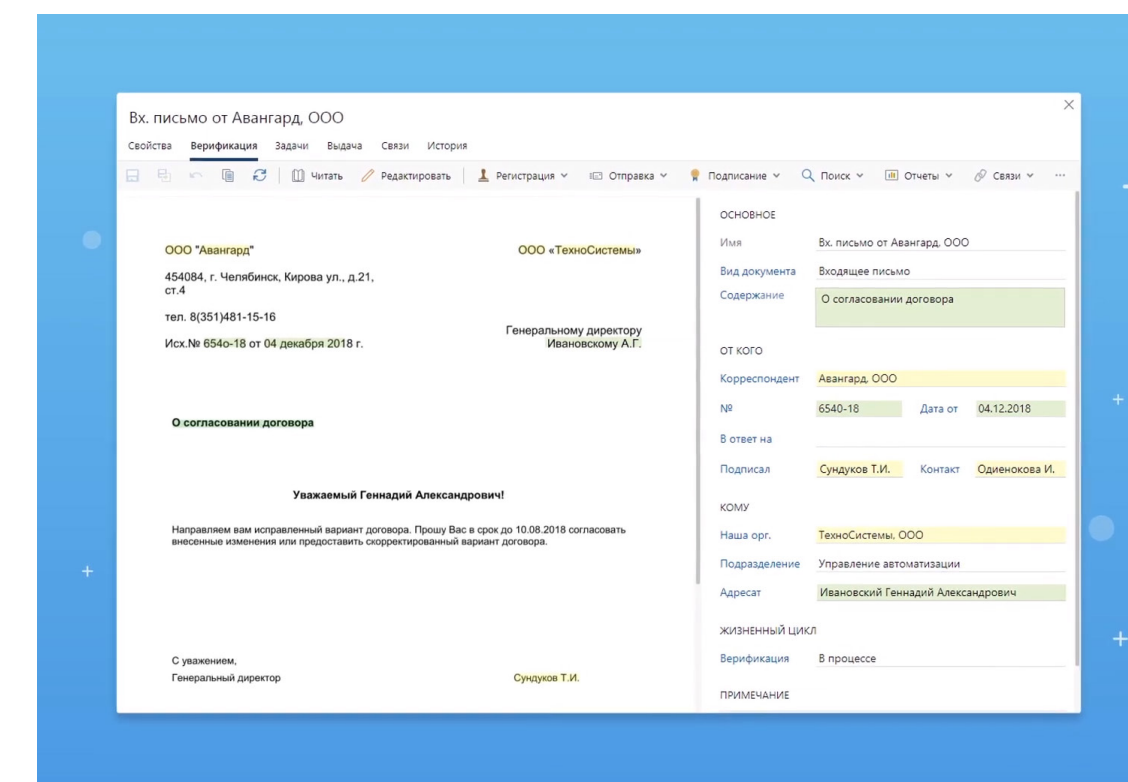 Вх. письмо от Авангард, ООО
Свойства Верификация Задачи Выдача Связи История
Читать Редактировать Регистрация Отправка Подписание Поиск Отчеты Связи ...
ООО "Авангард" ООО «ТехноСистемы»
454084, г. Челябинск, Кирова ул., д.21,
ст.4
тел. 8(351)481-15-16
Генеральному директору
Исх.№ 654о-18 от 04 декабря 2018 г. Ивановскому А.Г.
О согласовании договора
Уважаемый Геннадий Александрович!
Направляем вам исправленный вариант договора. Прошу Вас в срок до 10.08.2018 согласовать
внесенные изменения или предоставить скорректированный вариант договора.
С уважением,
Генеральный директор Сундуков Т.И.
ОСНОВНОЕ
Имя Вх. письмо от Авангард, ООО
Вид документа Входящее письмо
Содержание О согласовании договора
ОТ КОГО
Корреспондент Авангард, ООО
№ 6540-18 Дата от 04.12.2018
В ответ на
Подписал Сундуков Т.И. Контакт Одиенокова И.
КОМУ
Наша орг. ТехноСистемы, ООО
Подразделение Управление автоматизации
Адресат Ивановский Геннадий Александрович
ЖИЗНЕННЫЙ ЦИКЛ
Верификация В процессе
ПРИМЕЧАНИЕ